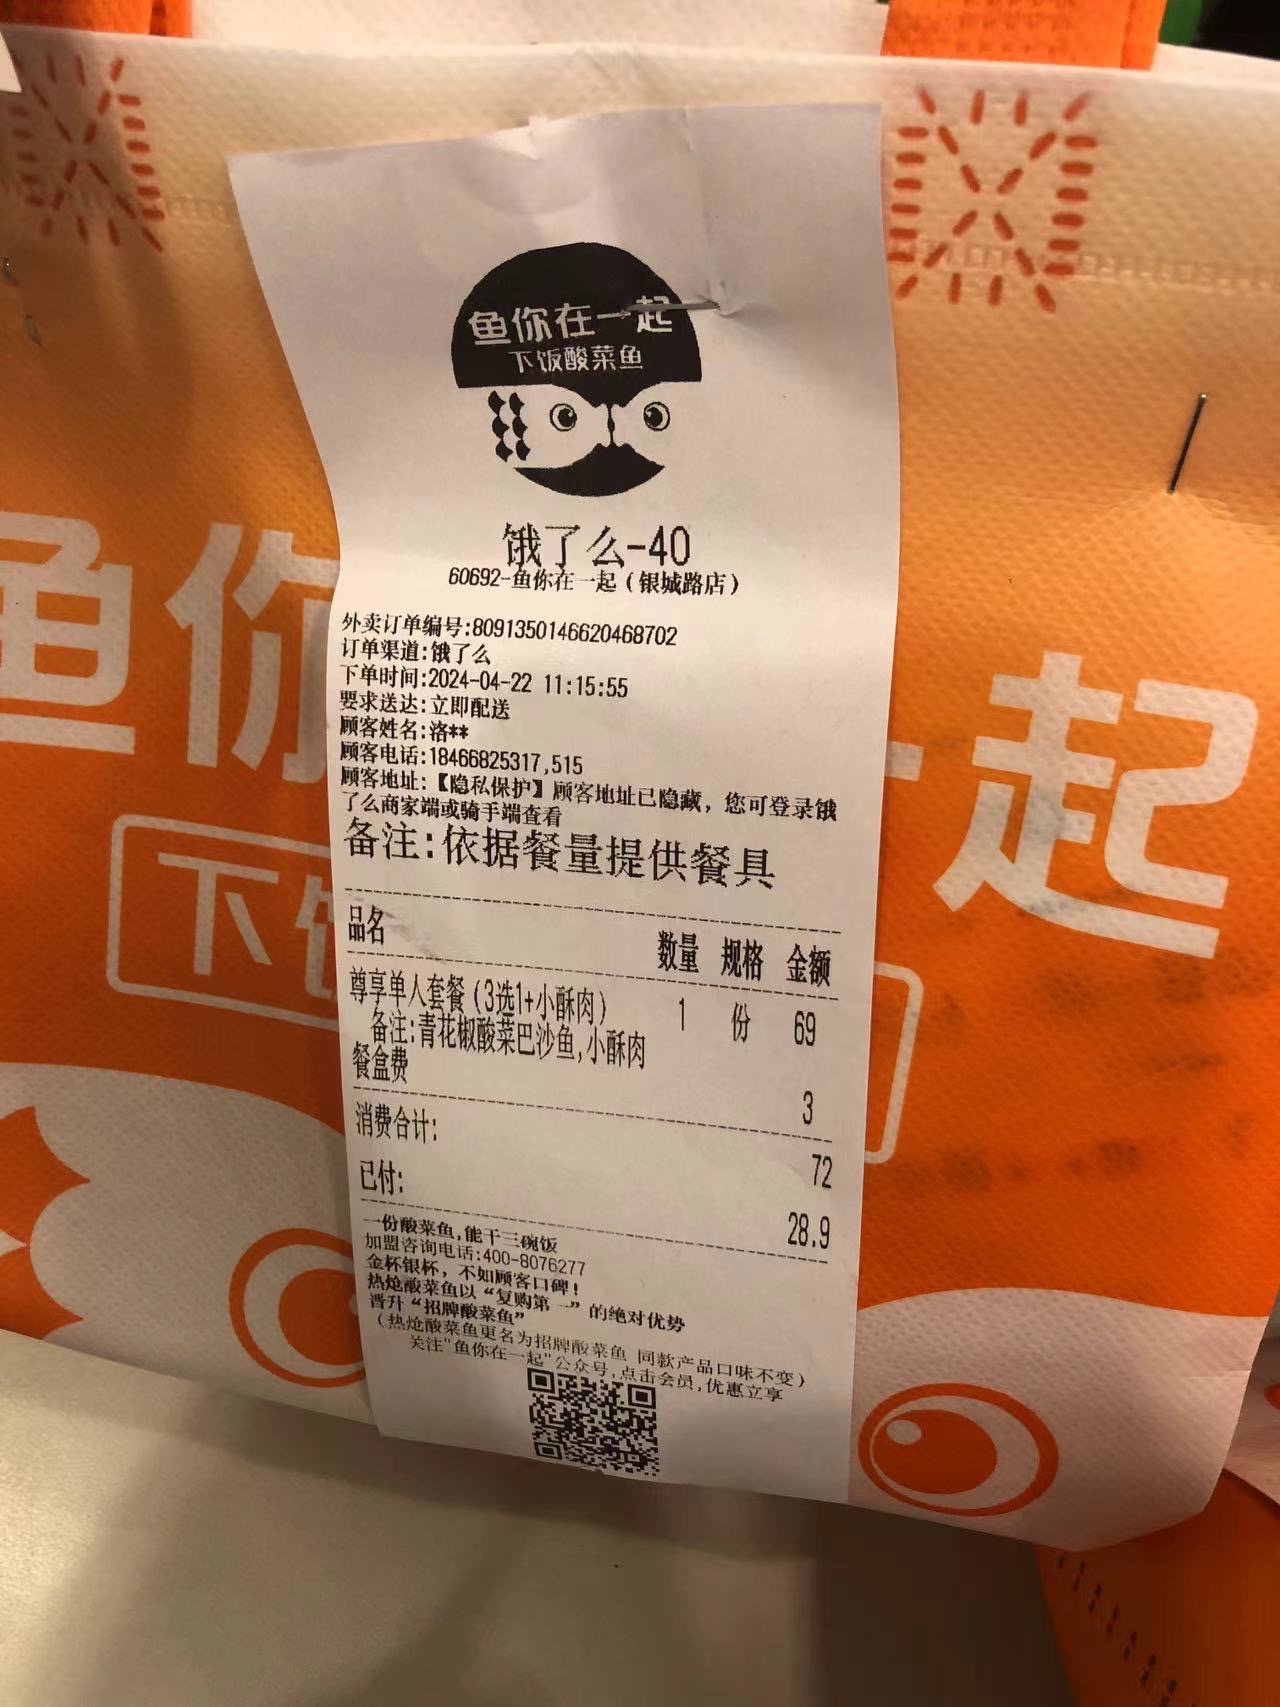 鱼你在一起
下饭酸菜鱼
饿了么-40
60692-鱼你在一起(银城路店)
外卖订单编号:8091350146620468702
订单渠道:饿了么
下单时间:2024-04-22 11:15:55
要求送达:立即配送
顾客姓名:洛**
顾客电话:18466825317,515
顾客地址:【隐私保护】顾客地址已隐藏，您可登录饿
了么商家端或骑手端查看
备注:依据餐量提供餐具
品名 数量 规格 金额
尊享单人套餐(3选1+小酥肉) 1 份 69
备注:青花椒酸菜巴沙鱼,小酥肉
餐盒费 3
消费合计: 72
已付: 28.9
一份酸菜鱼,能干三碗饭
加盟咨询电话:400-8076277
金杯银杯，不如顾客口碑!
热炝酸菜鱼以“复购第一”的绝对优势
晋升“招牌酸菜鱼”
(热炝酸菜鱼更名为招牌酸菜鱼 同款产品口味不变)
关注"鱼你在一起"公众号,点击会员,优惠立享
鱼你 一起
下饭